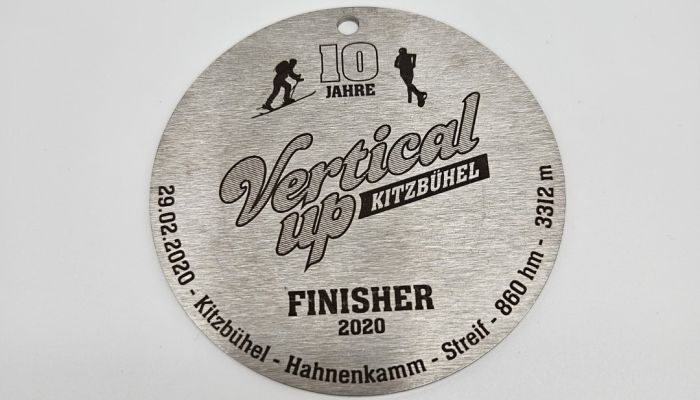 10
JAHRE
Vertical
up
KITZBÜHEL
FINISHER
2020
29.02.2020 - Kitzbühel - Hahnenkamm - Streif - 860 hm - 3312 m